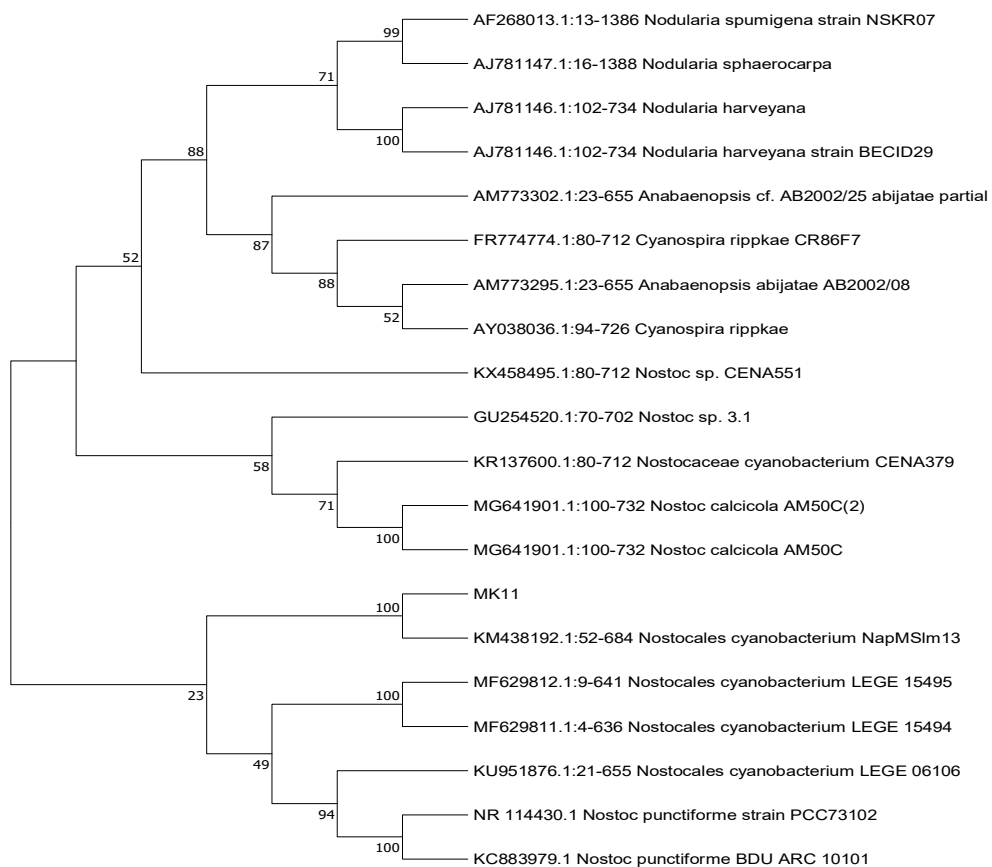 AF268013.1:13-1386 Nodularia spumigena strain NSKR07
99
AJ781147.1:16-1388 Nodularia sphaerocarpa
71
AJ781146.1:102-734 Nodularia harveyana
100
AJ781146.1:102-734 Nodularia harveyana strain BECID29
88
AM773302.1:23-655 Anabaenopsis cf. AB2002/25 abijatae partial
87
FR774774.1:80-712 Cyanospira rippkae CR86F7
52
88
AM773295.1:23-655 Anabaenopsis abijatae AB2002/08
52
AY038036.1:94-726 Cyanospira rippkae
KX458495.1:80-712 Nostoc sp. CENA551
GU254520.1:70-702 Nostoc sp. 3.1
58
KR137600.1:80-712 Nostocaceae cyanobacterium CENA379
71
MG641901.1:100-732 Nostoc calcicola AM50C(2)
100
MG641901.1:100-732 Nostoc calcicola AM50C
MK11
100
KM438192.1:52-684 Nostocales cyanobacterium NapMSlm13
23
MF629812.1:9-641 Nostocales cyanobacterium LEGE 15495
100
MF629811.1:4-636 Nostocales cyanobacterium LEGE 15494
49
KU951876.1:21-655 Nostocales cyanobacterium LEGE 06106
94
NR 114430.1 Nostoc punctiforme strain PCC73102
100
KC883979.1 Nostoc punctiforme BDU ARC 10101